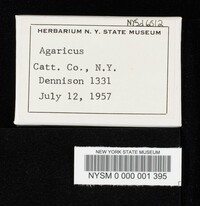 NYSd6512
HERBARIUM N. Y. STATE MUSEUM
Agaricus
Catt. Co., N.Y.
Dennison 1331
July 12, 1957
NEW YORK STATE MUSEUM
NYSM 0 000 001 395